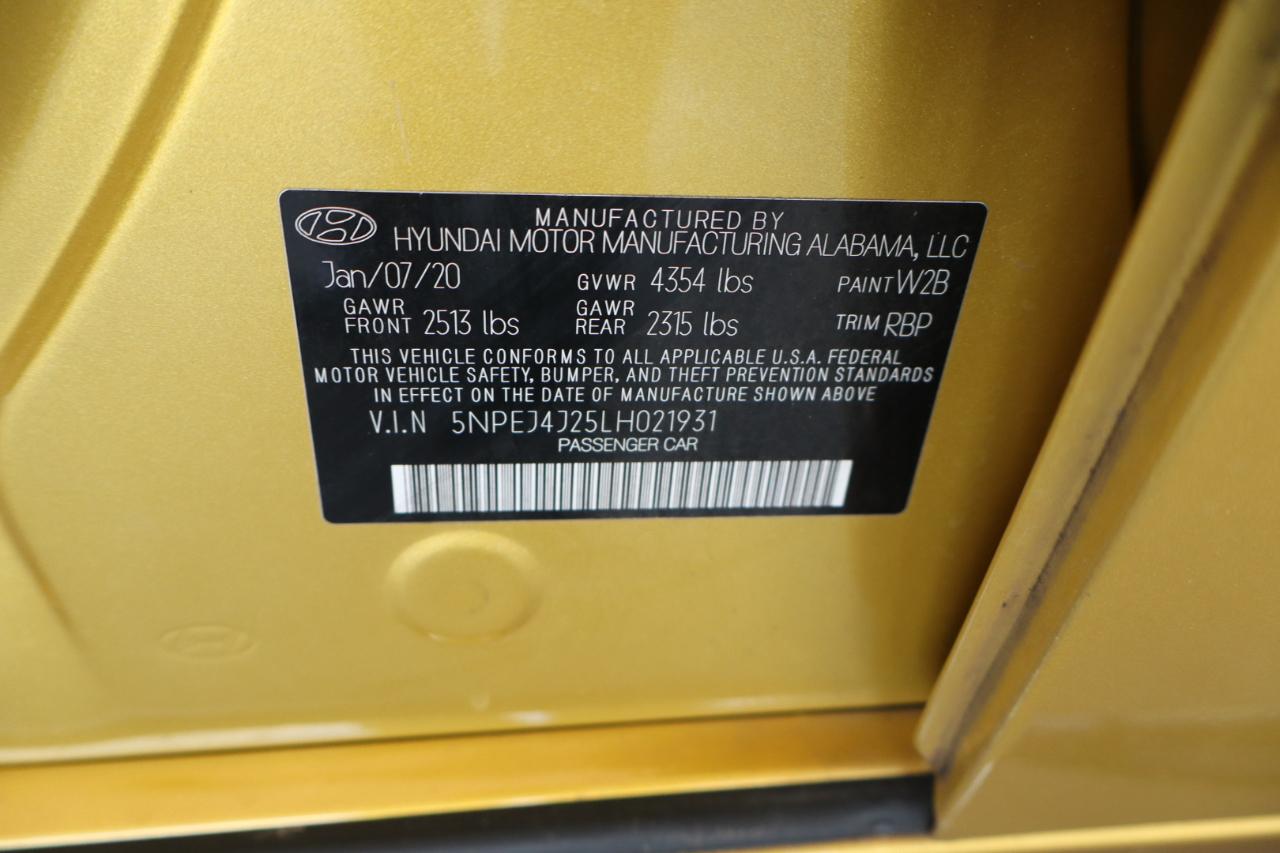 MANUFACTURED BY
HYUNDAI MOTOR MANUFACTURING ALABAMA, LLC
Jan/07/20 GVWR 4354 lbs PAINT W2B
GAWR FRONT 2513 lbs GAWR REAR 2315 lbs TRIM RBP
THIS VEHICLE CONFORMS TO ALL APPLICABLE U.S.A. FEDERAL
MOTOR VEHICLE SAFETY, BUMPER, AND THEFT PREVENTION STANDARDS
IN EFFECT ON THE DATE OF MANUFACTURE SHOWN ABOVE
V.I.N 5NPEJ4J25LH021931
PASSENGER CAR